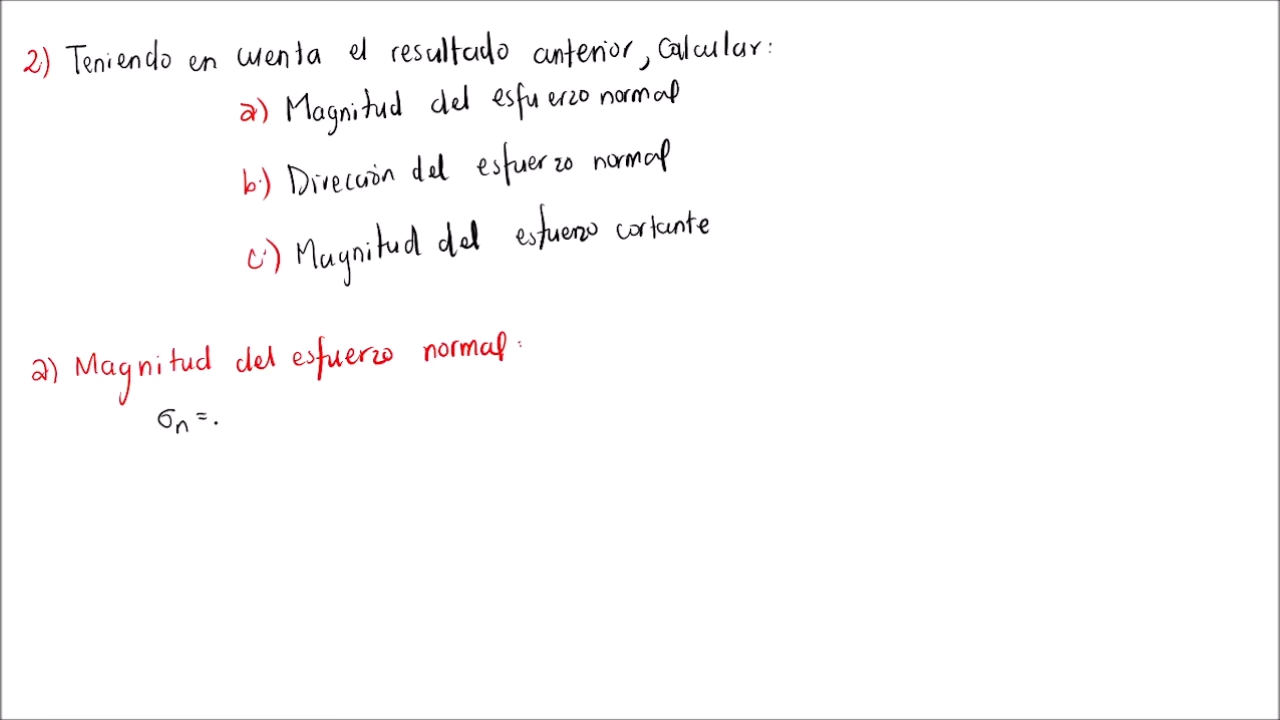 2) Teniendo en cuenta el resultado anterior, calcular:
a) Magnitud del esfuerzo normal
b.) Dirección del esfuerzo normal
c.) Magnitud del esfuerzo cortante
a) Magnitud del esfuerzo normal:
σn =.